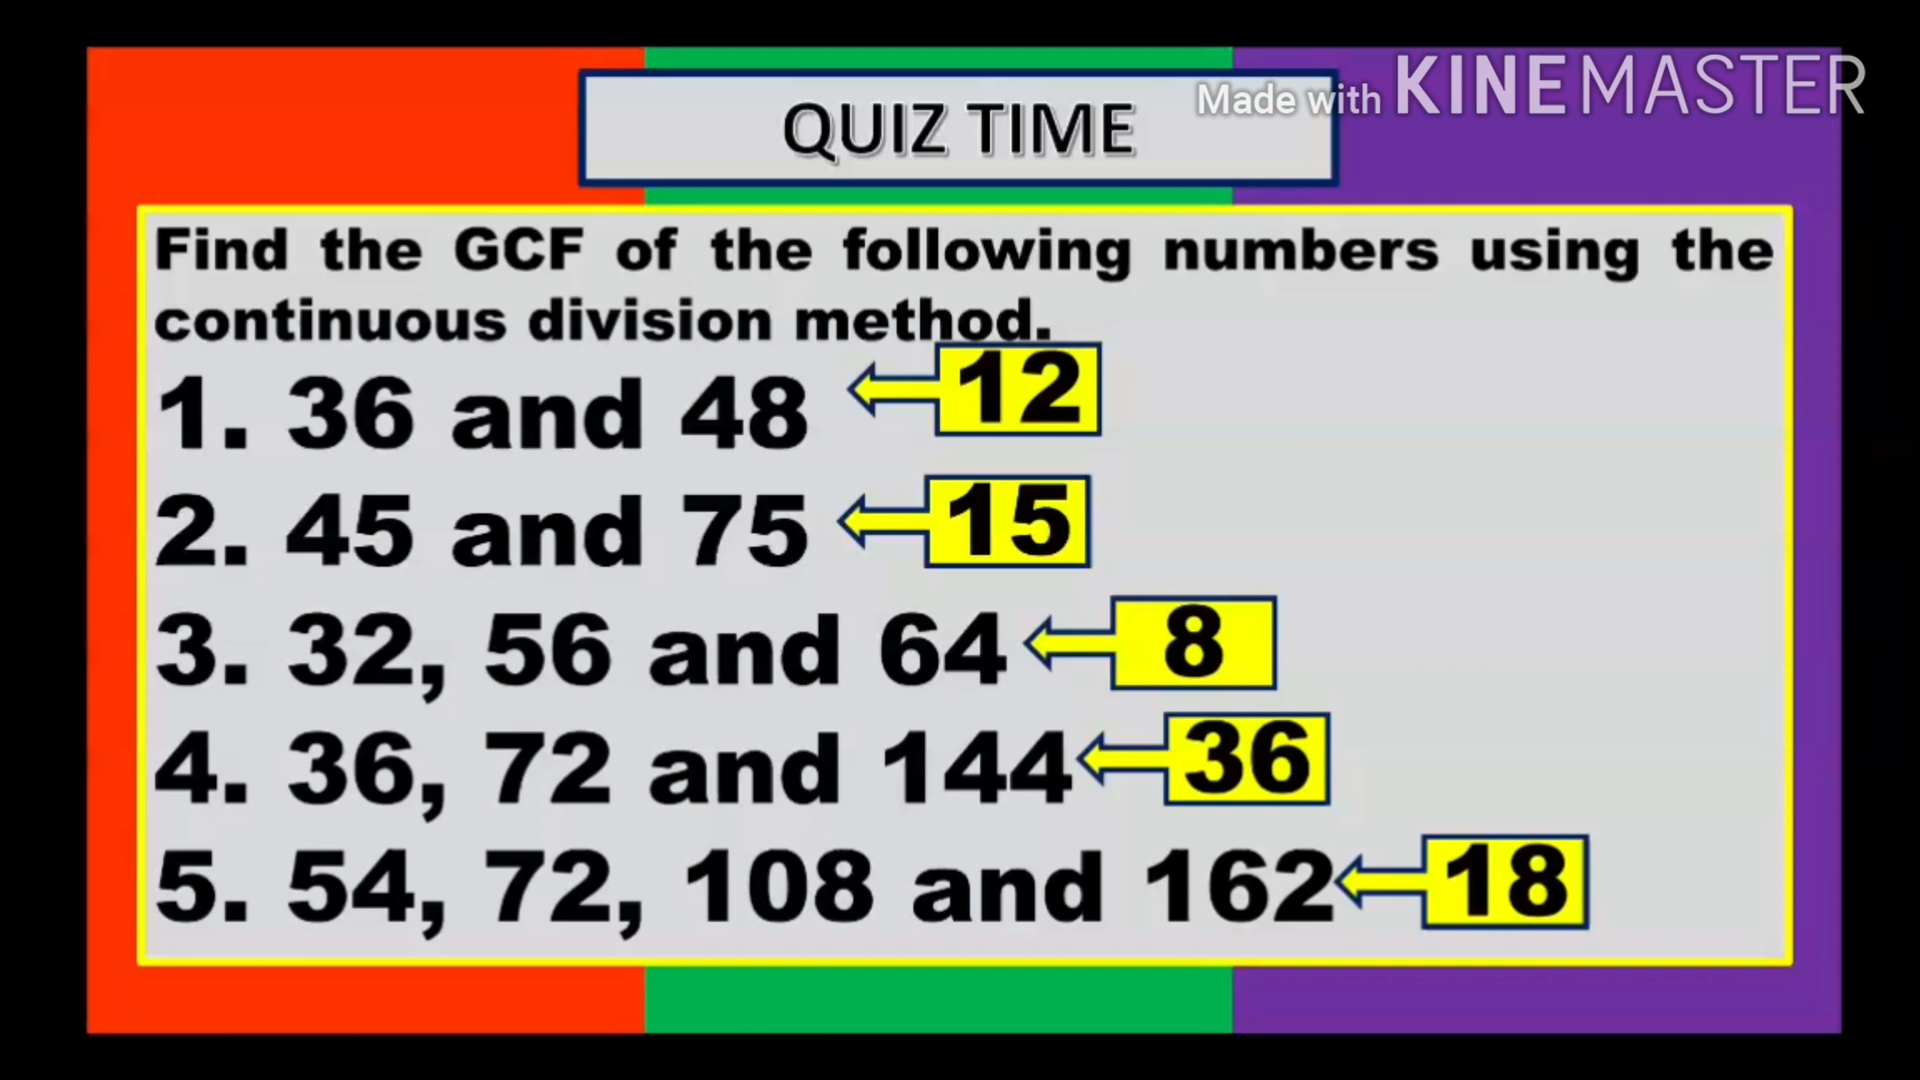 Made with KINEMASTER
QUIZ TIME
Find the GCF of the following numbers using the
continuous division method.
1. 36 and 48 12
2. 45 and 75 15
3. 32, 56 and 64 8
4. 36, 72 and 144 36
5. 54, 72, 108 and 162 18